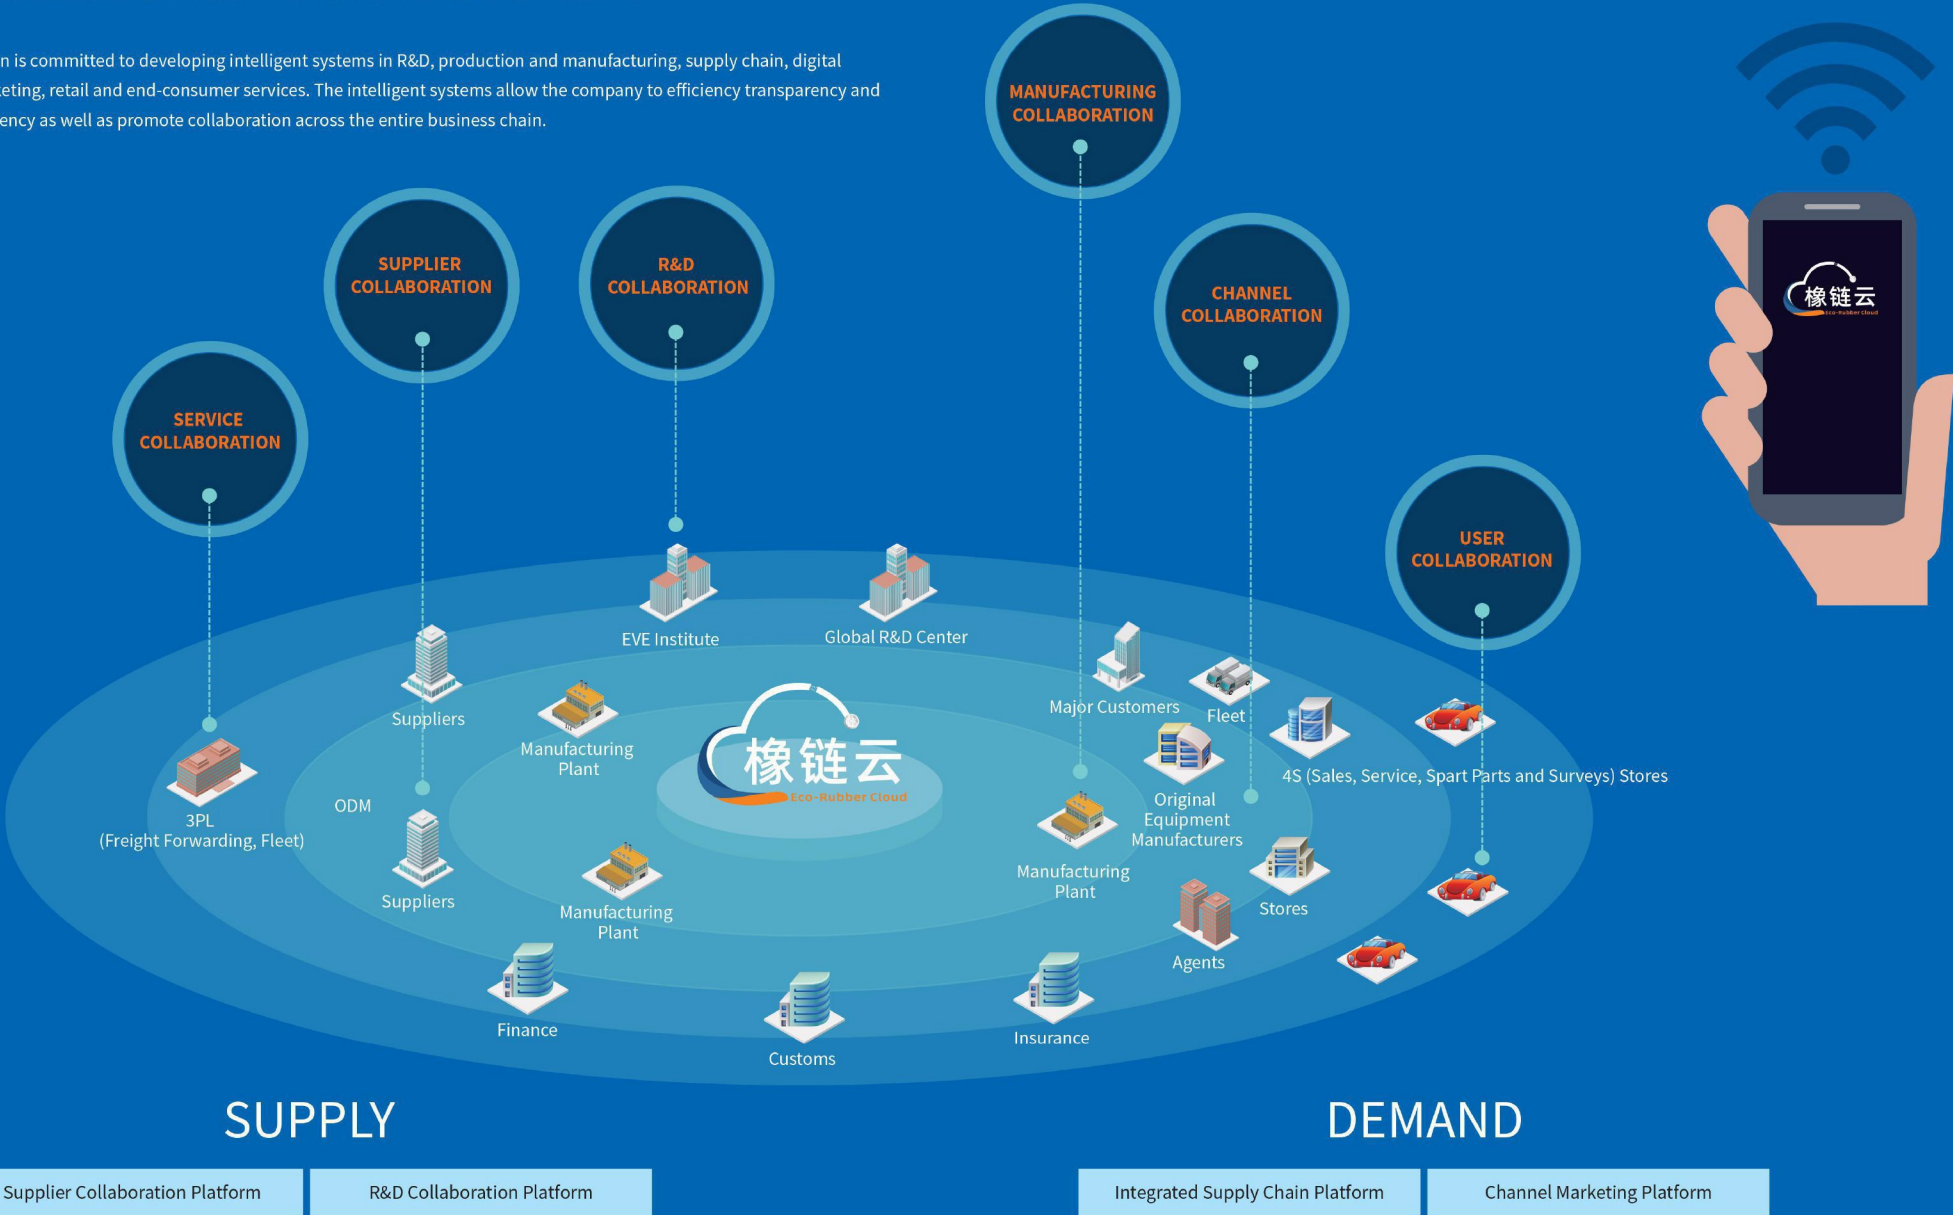 n is committed to developing intelligent systems in R&D, production and manufacturing, supply chain, digital
eting, retail and end-consumer services. The intelligent systems allow the company to efficiency transparency and
ency as well as promote collaboration across the entire business chain.
MANUFACTURING
COLLABORATION
SUPPLIER
COLLABORATION
R&D
COLLABORATION
CHANNEL
COLLABORATION
橡链云
Eco-Rubber Cloud
SERVICE
COLLABORATION
USER
COLLABORATION
EVE Institute
Global R&D Center
Suppliers
Manufacturing
Plant
Major Customers
Fleet
橡链云
Eco-Rubber Cloud
4S (Sales, Service, Spart Parts and Surveys) Stores
ODM
3PL
(Freight Forwarding, Fleet)
Original
Equipment
Manufacturers
Suppliers
Manufacturing
Plant
Manufacturing
Plant
Stores
Agents
Finance
Customs
Insurance
SUPPLY
DEMAND
Supplier Collaboration Platform
R&D Collaboration Platform
Integrated Supply Chain Platform
Channel Marketing Platform